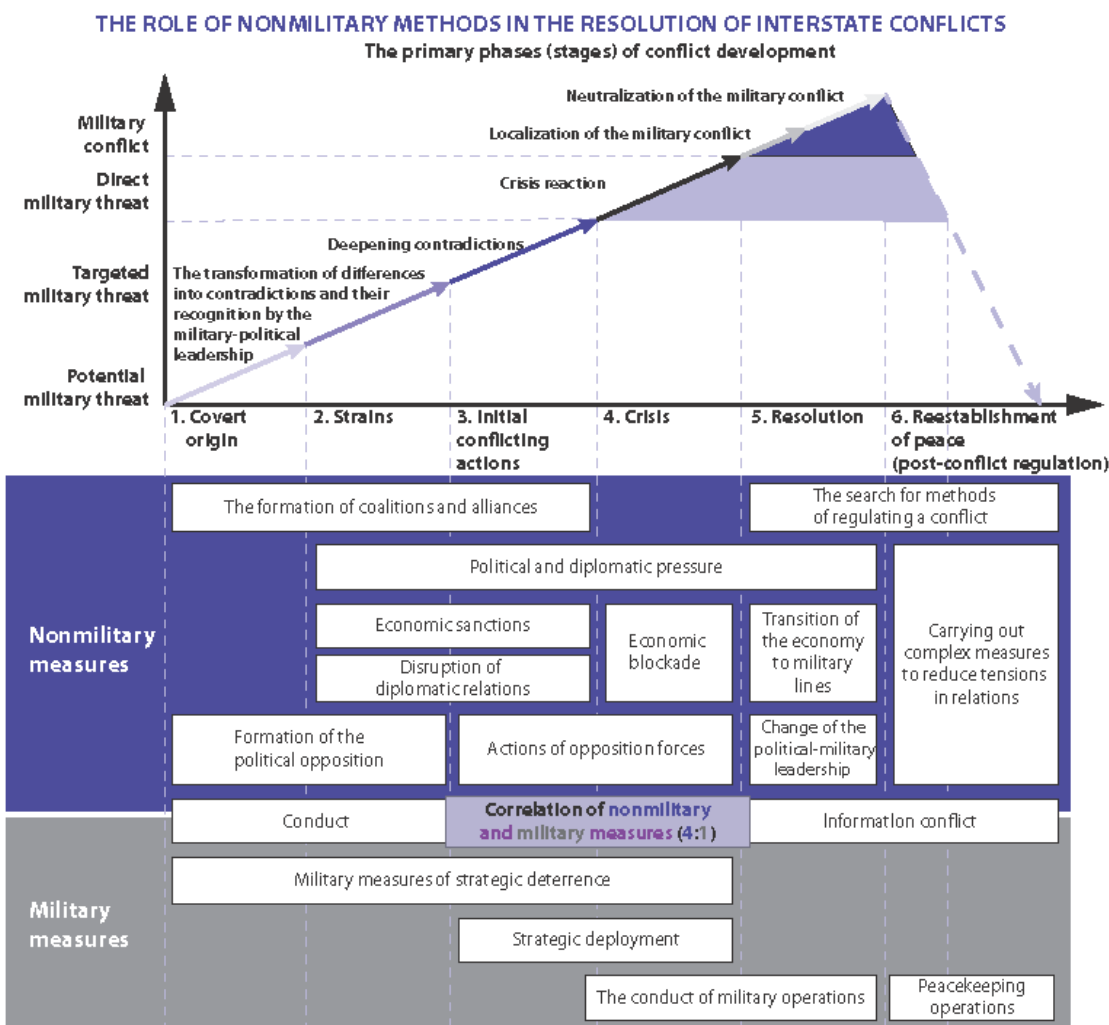 THE ROLE OF NONMILITARY METHODS IN THE RESOLUTION OF INTERSTATE CONFLICTS
The primary phases (stages) of conflict development
Neutralization of the military conflict
Military
conflict
Localization of the military conflict
Direct
military threat
Crisis reaction
Deepening contradictions
Targeted
military threat
The transformation of differences
into contradictions and their
recognition by the
military-political
leadership
Potential
military threat
1. Covert
origin
2. Strains
3. Initial
conflicting
actions
4. Crisis
5. Resolution
6. Reestablishment
of peace
(post-conflict regulation)
Nonmilitary
measures
The formation of coalitions and alliances
The search for methods
of regulating a conflict
Political and diplomatic pressure
Economic sanctions
Disruption of
diplomatic relations
Economic
blockade
Transition of
the economy
to military
lines
Carrying out
complex measures
to reduce tensions
in relations
Formation of the
political opposition
Actions of opposition forces
Change of the
political-military
leadership
Conduct
Correlation of nonmilitary
and military measures (4:1)
Information conflict
Military
measures
Military measures of strategic deterrence
Strategic deployment
The conduct of military operations
Peacekeeping
operations